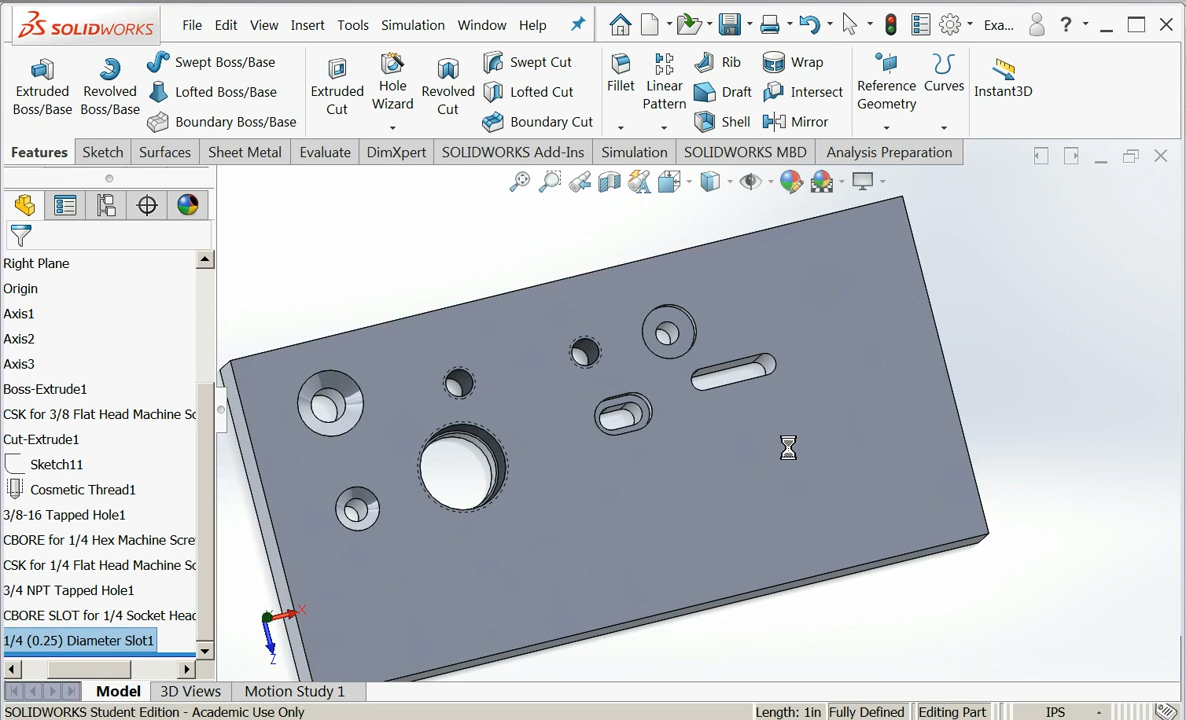 SOLIDWORKS File Edit View Insert Tools Simulation Window Help Exa... ?
Extruded Boss/Base
Revolved Boss/Base
Swept Boss/Base
Lofted Boss/Base
Boundary Boss/Base
Extruded Cut
Hole Wizard
Revolved Cut
Swept Cut
Lofted Cut
Boundary Cut
Fillet
Linear Pattern
Rib
Draft
Shell
Wrap
Intersect
Mirror
Reference Geometry
Curves
Instant3D
Features Sketch Surfaces Sheet Metal Evaluate DimXpert SOLIDWORKS Add-Ins Simulation SOLIDWORKS MBD Analysis Preparation
Right Plane
Origin
Axis1
Axis2
Axis3
Boss-Extrude1
CSK for 3/8 Flat Head Machine Sc
Cut-Extrude1
Sketch11
Cosmetic Thread1
3/8-16 Tapped Hole1
CBORE for 1/4 Hex Machine Scre
CSK for 1/4 Flat Head Machine Sc
3/4 NPT Tapped Hole1
CBORE SLOT for 1/4 Socket Head
1/4 (0.25) Diameter Slot1
X
Z
Model 3D Views Motion Study 1
SOLIDWORKS Student Edition - Academic Use Only Length: 1in Fully Defined Editing Part IPS